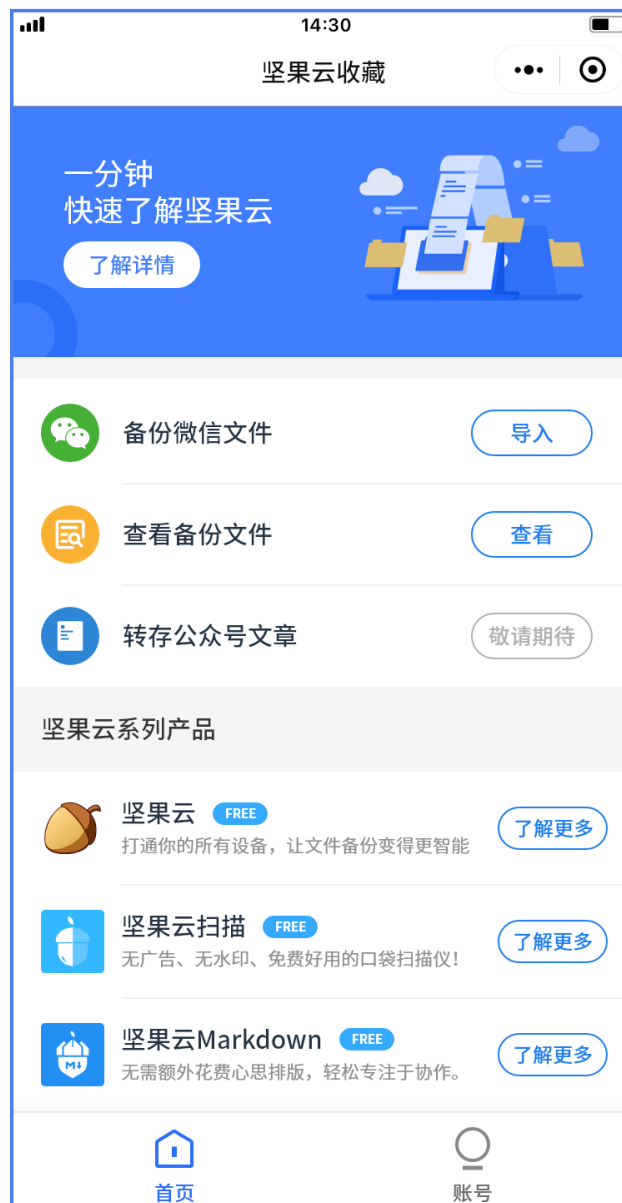 14:30
坚果云收藏
一分钟
快速了解坚果云
了解详情
备份微信文件
导入
查看备份文件
查看
转存公众号文章
敬请期待
坚果云系列产品
坚果云 FREE
打通你的所有设备，让文件备份变得更智能
了解更多
坚果云扫描 FREE
无广告、无水印、免费好用的口袋扫描仪！
了解更多
坚果云Markdown FREE
无需额外花费心思排版，轻松专注于协作。
了解更多
M↓
首页
账号